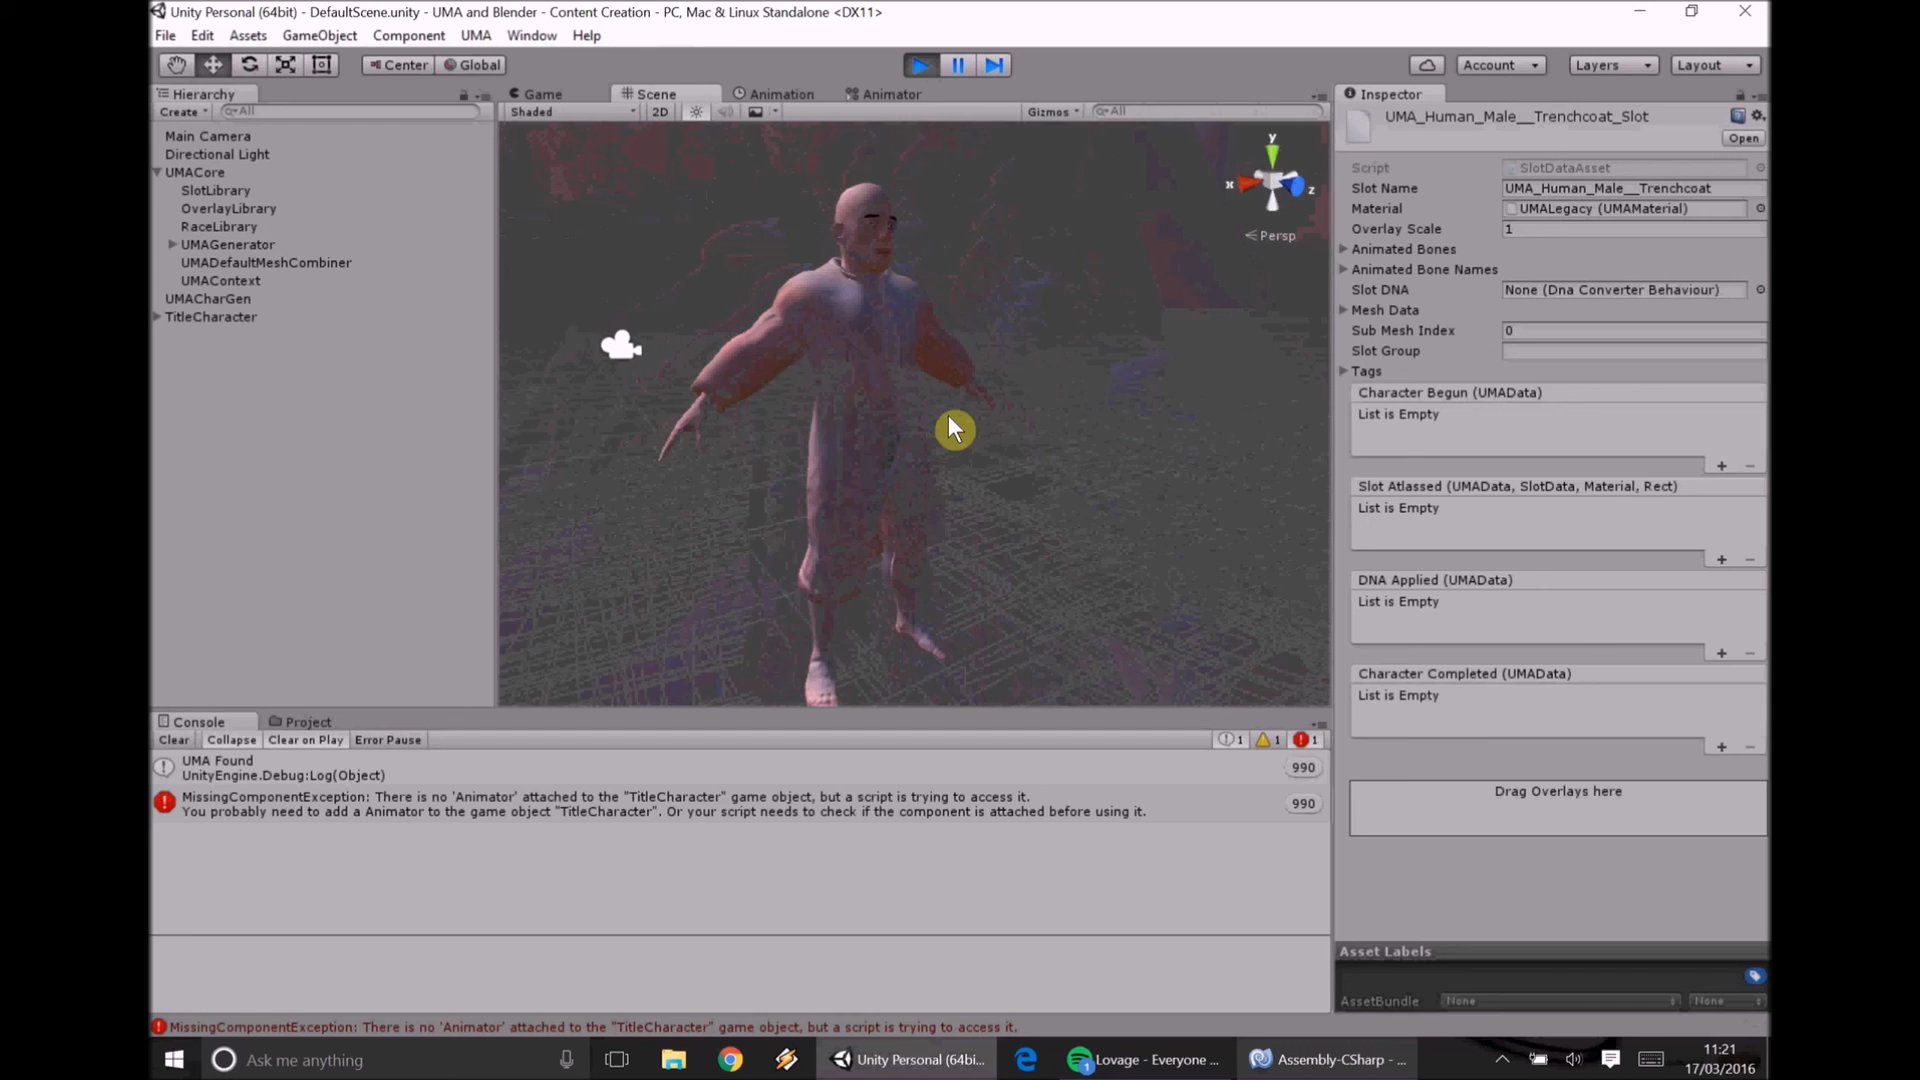 Unity Personal (64bit) - DefaultScene.unity - UMA and Blender - Content Creation - PC, Mac & Linux Standalone <DX11>
File Edit Assets GameObject Component UMA Window Help
Center Global Account Layers Layout
Hierarchy
Create All
Main Camera
Directional Light
UMACore
SlotLibrary
OverlayLibrary
RaceLibrary
UMAGenerator
UMADefaultMeshCombiner
UMAContext
UMACharGen
TitleCharacter
Game Scene Animation Animator
Shaded 2D Gizmos All
y
x z
Persp
Inspector
UMA_Human_Male__Trenchcoat_Slot
Open
Script SlotDataAsset
Slot Name UMA_Human_Male__Trenchcoat
Material UMALegacy (UMAMaterial)
Overlay Scale 1
Animated Bones
Animated Bone Names
Slot DNA None (Dna Converter Behaviour)
Mesh Data
Sub Mesh Index 0
Slot Group
Tags
Character Begun (UMAData)
List is Empty
+ −
Slot Atlassed (UMAData, SlotData, Material, Rect)
List is Empty
+ −
DNA Applied (UMAData)
List is Empty
+ −
Character Completed (UMAData)
List is Empty
+ −
Drag Overlays here
Asset Labels
AssetBundle None None
Console Project
Clear Collapse Clear on Play Error Pause 1 1 1
UMA Found
UnityEngine.Debug:Log(Object) 990
MissingComponentException: There is no 'Animator' attached to the "TitleCharacter" game object, but a script is trying to access it.
You probably need to add a Animator to the game object "TitleCharacter". Or your script needs to check if the component is attached before using it. 990
MissingComponentException: There is no 'Animator' attached to the "TitleCharacter" game object, but a script is trying to access it.
Ask me anything Unity Personal (64bi... 1 Lovage - Everyone ... Assembly-CSharp - ...
11:21
17/03/2016